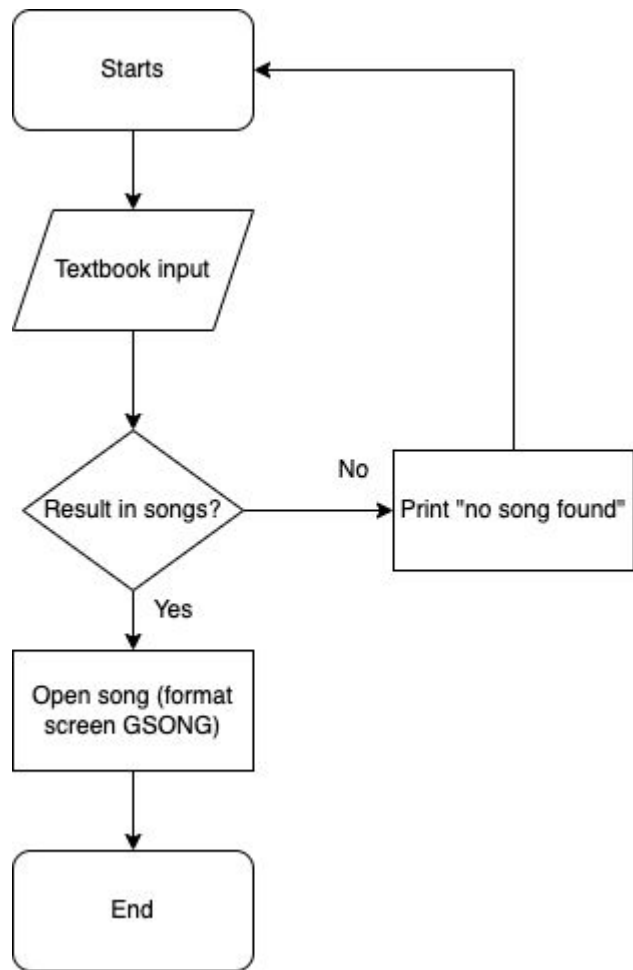 Starts
Textbook input
Result in songs?
No
Print "no song found"
Yes
Open song (format
screen GSONG)
End